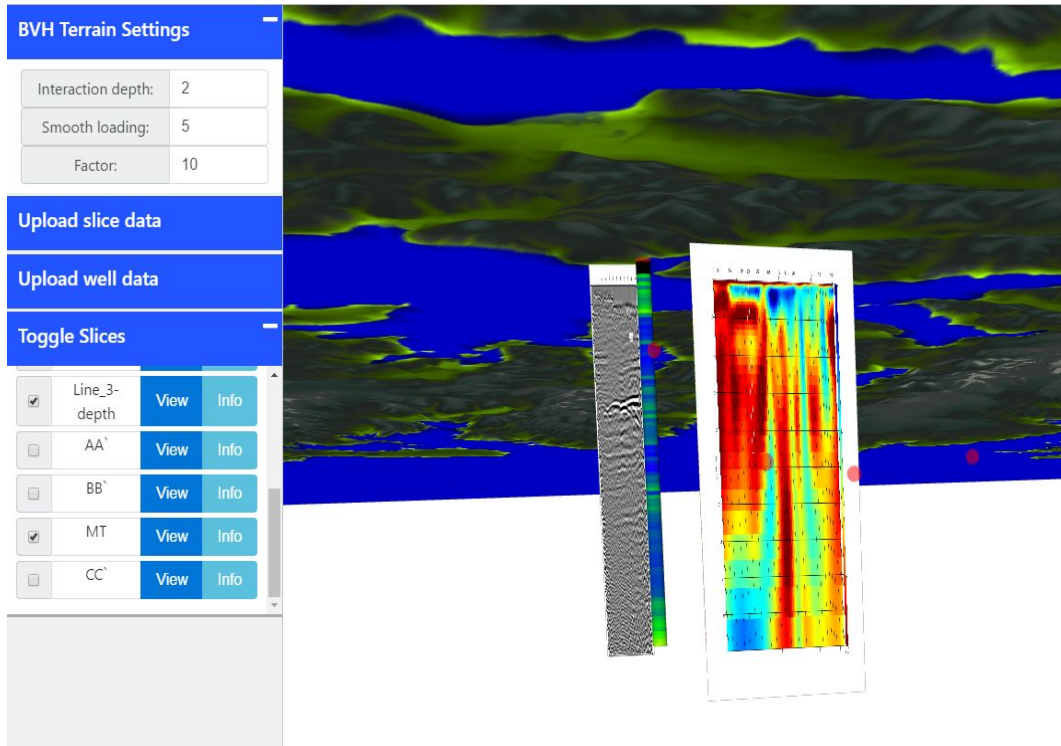 BVH Terrain Settings
Interaction depth: 2
Smooth loading: 5
Factor: 10
Upload slice data
Upload well data
Toggle Slices
Line_3-
depth
View Info
AA` View Info
BB` View Info
MT View Info
CC` View Info